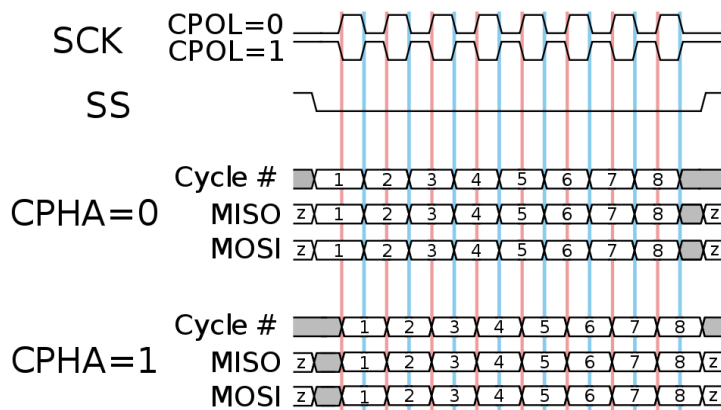 SCK CPOL=0
CPOL=1
SS
Cycle # 1 2 3 4 5 6 7 8
CPHA=0 MISO z 1 2 3 4 5 6 7 8 z
MOSI z 1 2 3 4 5 6 7 8 z
Cycle # 1 2 3 4 5 6 7 8
CPHA=1 MISO z 1 2 3 4 5 6 7 8 z
MOSI z 1 2 3 4 5 6 7 8 z